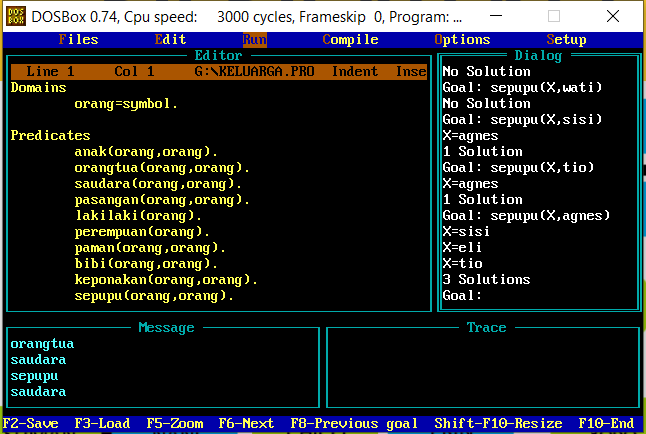 DOSBox 0.74, Cpu speed: 3000 cycles, Frameskip 0, Program: ...
Files Edit Run Compile Options Setup
Editor
Line 1 Col 1 G:\KELUARGA.PRO Indent Inse
Domains
orang=symbol.
Predicates
anak(orang,orang).
orangtua(orang,orang).
saudara(orang,orang).
pasangan(orang,orang).
lakilaki(orang).
perempuan(orang).
paman(orang,orang).
bibi(orang,orang).
keponakan(orang,orang).
sepupu(orang,orang).
Dialog
No Solution
Goal: sepupu(X,wati)
No Solution
Goal: sepupu(X,sisi)
X=agnes
1 Solution
Goal: sepupu(X,tio)
X=agnes
1 Solution
Goal: sepupu(X,agnes)
X=sisi
X=eli
X=tio
3 Solutions
Goal:
Message
orangtua
saudara
sepupu
saudara
Trace
F2-Save F3-Load F5-Zoom F6-Next F8-Previous goal Shift-F10-Resize F10-End